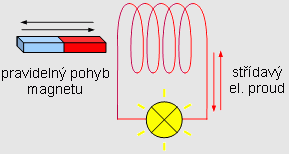 pravidelný pohyb
magnetu
střídavý
el. proud